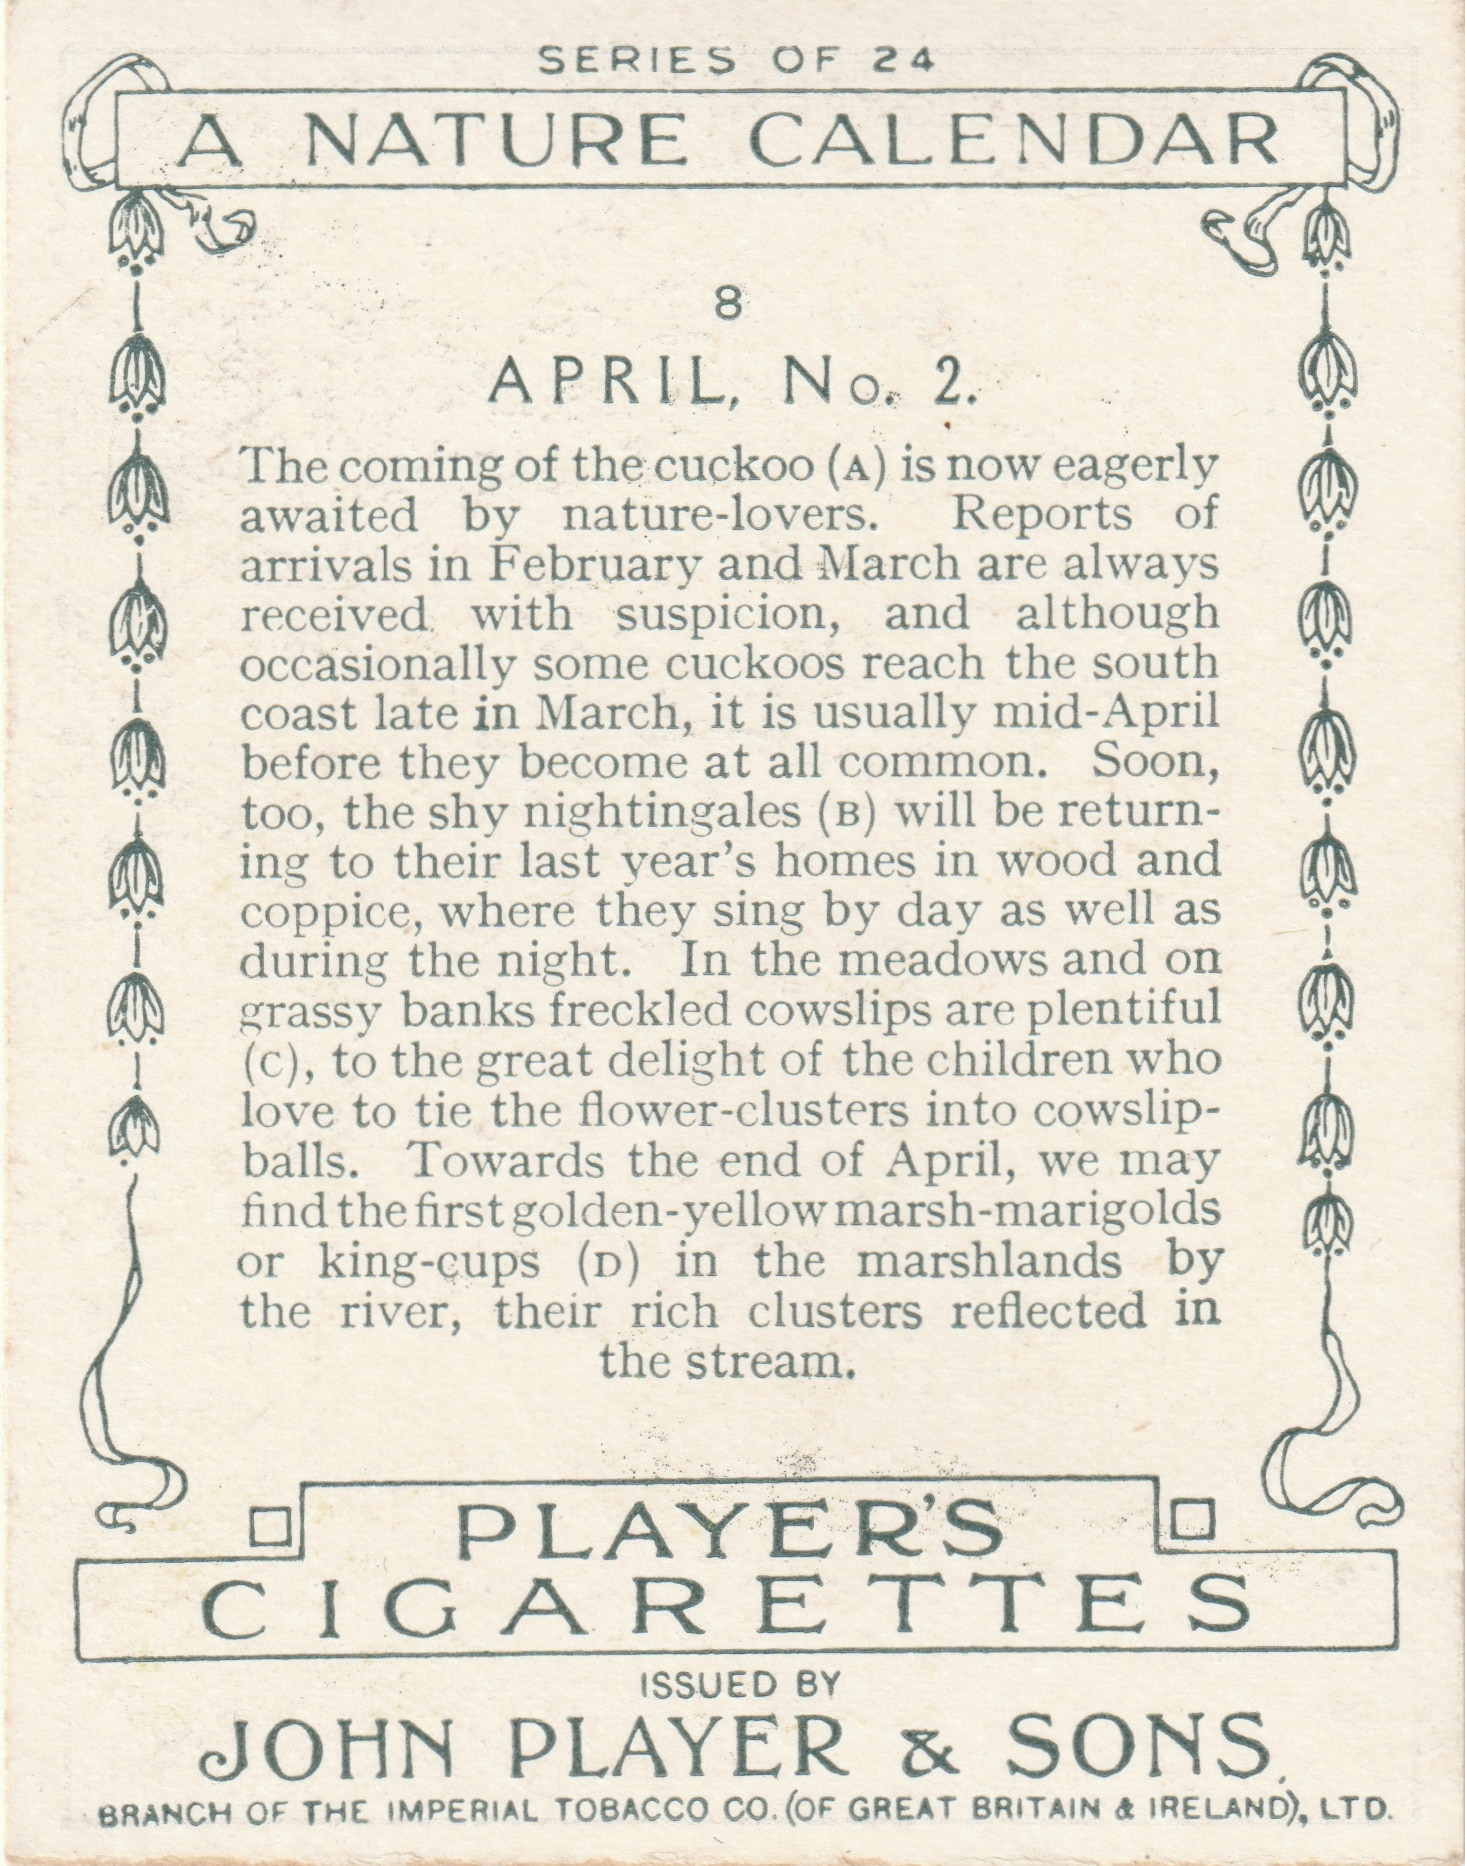 SERIES OF 24
A NATURE CALENDAR
8
APRIL, No. 2.
The coming of the cuckoo (A) is now eagerly
awaited by nature-lovers. Reports of
arrivals in February and March are always
received with suspicion, and although
occasionally some cuckoos reach the south
coast late in March, it is usually mid-April
before they become at all common. Soon,
too, the shy nightingales (B) will be return-
ing to their last year's homes in wood and
coppice, where they sing by day as well as
during the night. In the meadows and on
grassy banks freckled cowslips are plentiful
(C), to the great delight of the children who
love to tie the flower-clusters into cowslip-
balls. Towards the end of April, we may
find the first golden-yellow marsh-marigolds
or king-cups (D) in the marshlands by
the river, their rich clusters reflected in
the stream.
PLAYER'S
CIGARETTES
ISSUED BY
JOHN PLAYER & SONS,
BRANCH OF THE IMPERIAL TOBACCO CO. (OF GREAT BRITAIN & IRELAND), LTD.